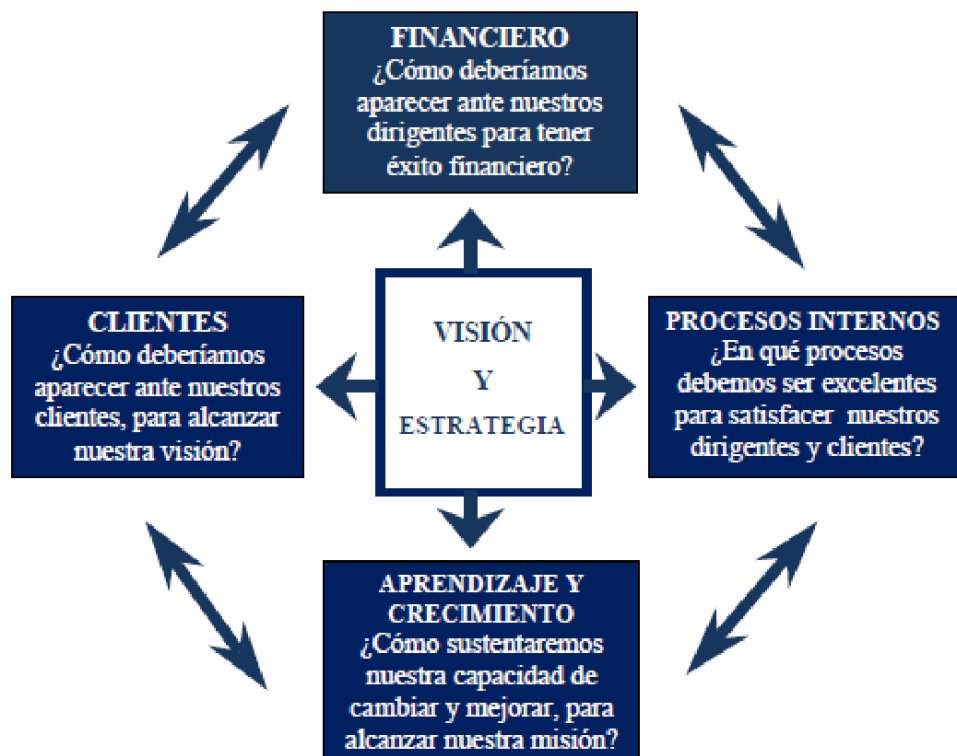 FINANCIERO
¿Cómo deberíamos
aparecer ante nuestros
dirigentes para tener
éxito financiero?
CLIENTES
¿Cómo deberíamos
aparecer ante nuestros
clientes, para alcanzar
nuestra visión?
VISIÓN
Y
ESTRATEGIA
PROCESOS INTERNOS
¿En qué procesos
debemos ser excelentes
para satisfacer nuestros
dirigentes y clientes?
APRENDIZAJE Y
CRECIMIENTO
¿Cómo sustentaremos
nuestra capacidad de
cambiar y mejorar, para
alcanzar nuestra misión?